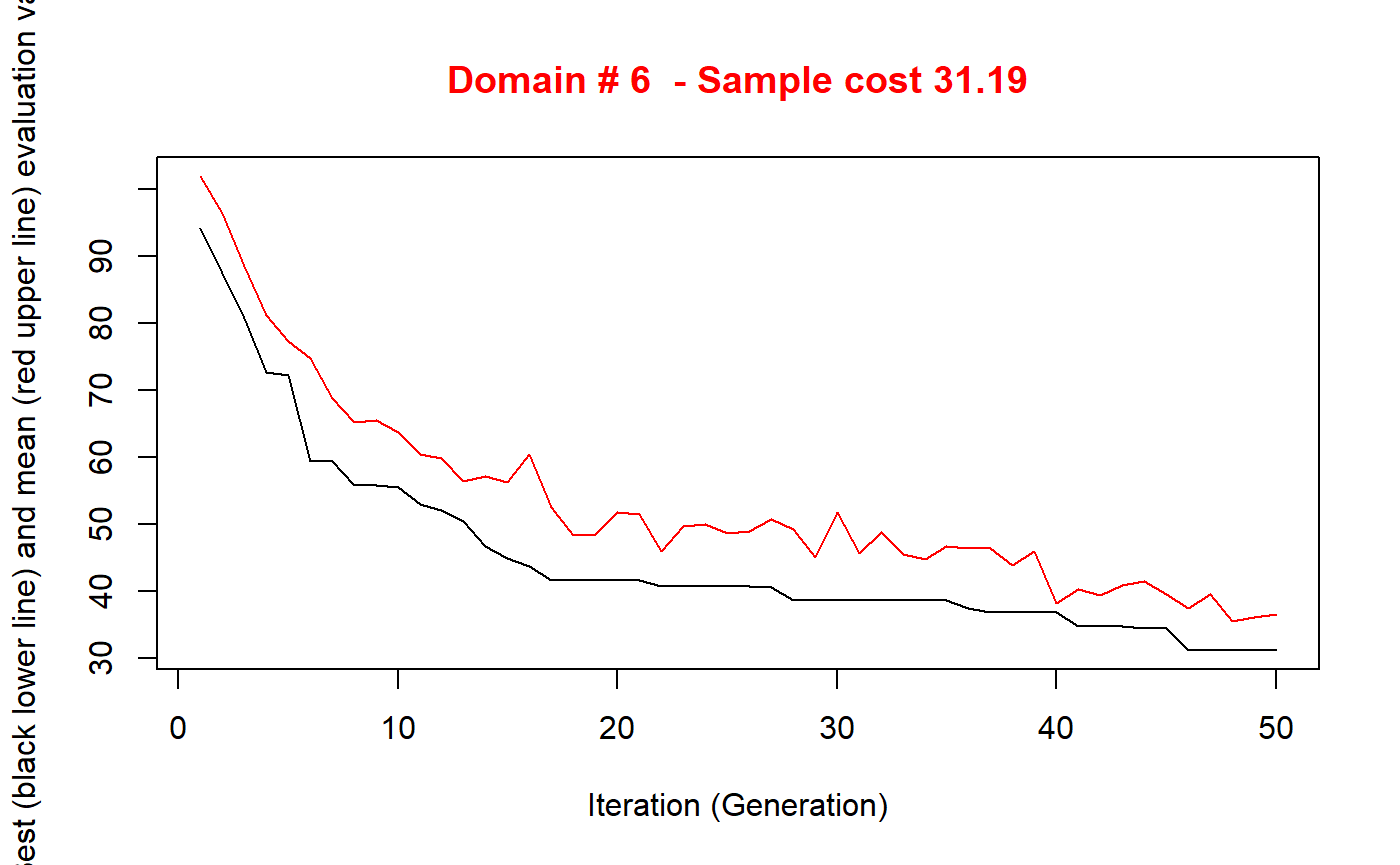 Domain # 6  - Sample cost 31.19
est (black lower line) and mean (red upper line) evaluation va
90
80
70
60
50
40
30
0 10 20 30 40 50
Iteration (Generation)